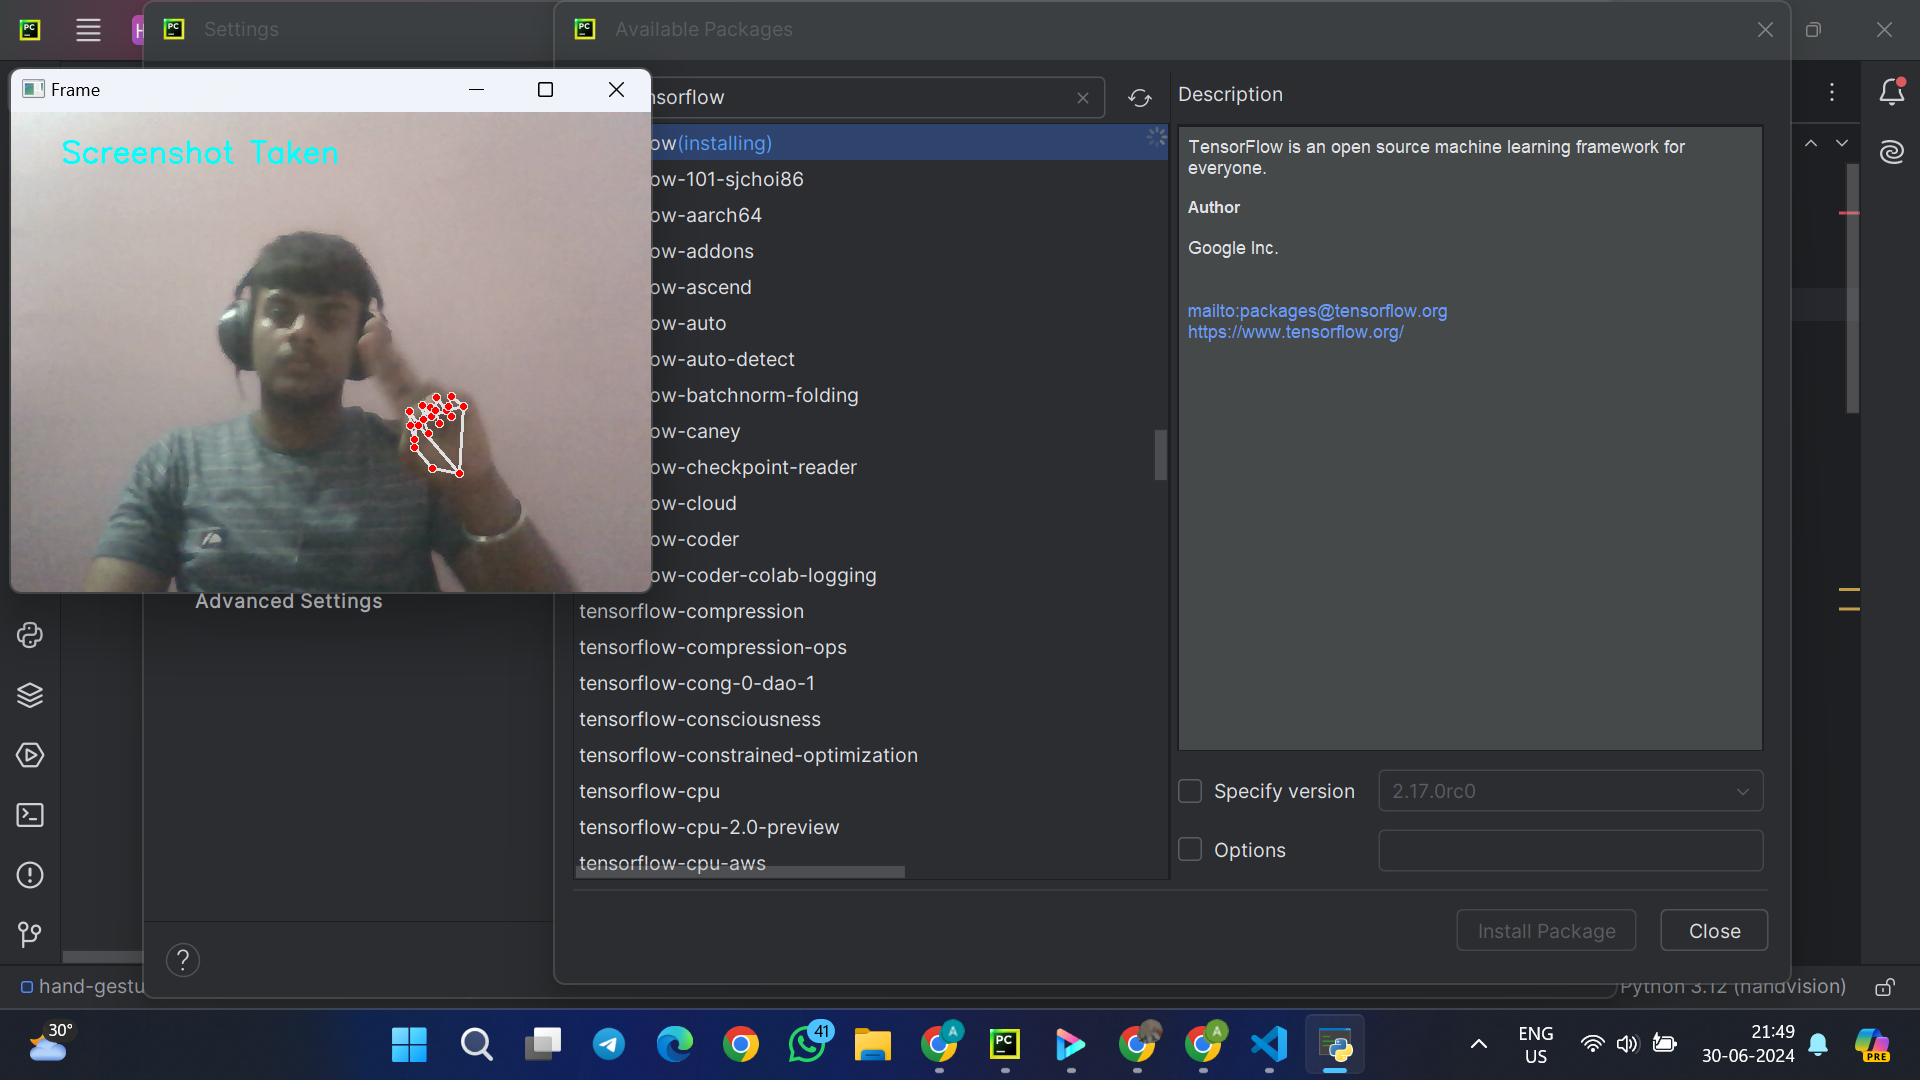 PC
H
PC
Settings
PC
Available Packages
Frame
Screenshot Taken
nsorflow
Description
ow(installing)
ow-101-sjchoi86
ow-aarch64
ow-addons
ow-ascend
ow-auto
ow-auto-detect
ow-batchnorm-folding
ow-caney
ow-checkpoint-reader
ow-cloud
ow-coder
ow-coder-colab-logging
tensorflow-compression
tensorflow-compression-ops
tensorflow-cong-0-dao-1
tensorflow-consciousness
tensorflow-constrained-optimization
tensorflow-cpu
tensorflow-cpu-2.0-preview
tensorflow-cpu-aws
TensorFlow is an open source machine learning framework for
everyone.
Author
Google Inc.
mailto:packages@tensorflow.org
https://www.tensorflow.org/
Advanced Settings
Specify version
2.17.0rc0
Options
Install Package
Close
?
hand-gestu
Python 3.12 (handvision)
30°
41
A
PC
A
ENG
US
21:49
30-06-2024
PRE